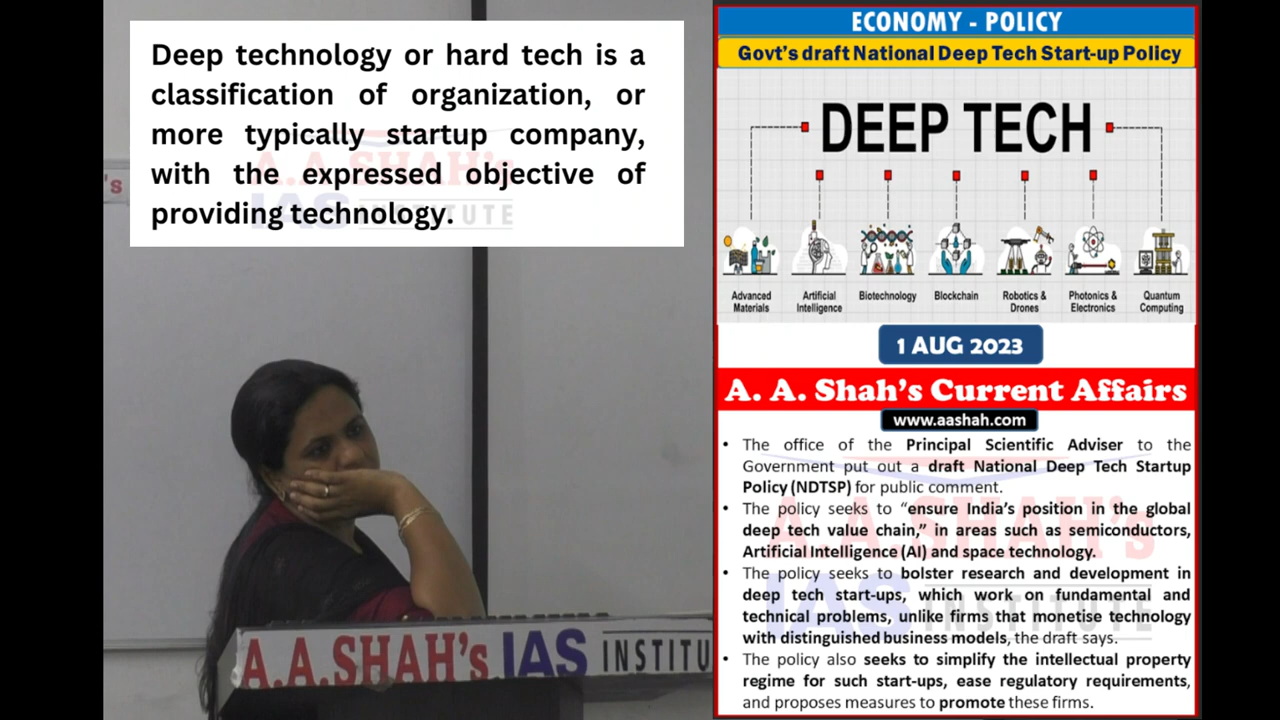 Deep technology or hard tech is a
classification of organization, or
more typically startup company,
with the expressed objective of
providing technology.
A.A.SHAH's
IAS INSTITUTE
's
A.A.SHAH's IAS INSTITU
ECONOMY - POLICY
Govt's draft National Deep Tech Start-up Policy
DEEP TECH
Advanced Materials
Artificial Intelligence
Biotechnology
Blockchain
Robotics & Drones
Photonics & Electronics
Quantum Computing
1 AUG 2023
A. A. Shah's Current Affairs
www.aashah.com
• The office of the Principal Scientific Adviser to the
Government put out a draft National Deep Tech Startup
Policy (NDTSP) for public comment.
• The policy seeks to “ensure India's position in the global
deep tech value chain,” in areas such as semiconductors,
Artificial Intelligence (AI) and space technology.
• The policy seeks to bolster research and development in
deep tech start-ups, which work on fundamental and
technical problems, unlike firms that monetise technology
with distinguished business models, the draft says.
• The policy also seeks to simplify the intellectual property
regime for such start-ups, ease regulatory requirements,
and proposes measures to promote these firms.
A.A.SHAH's
IAS INSTITUTE